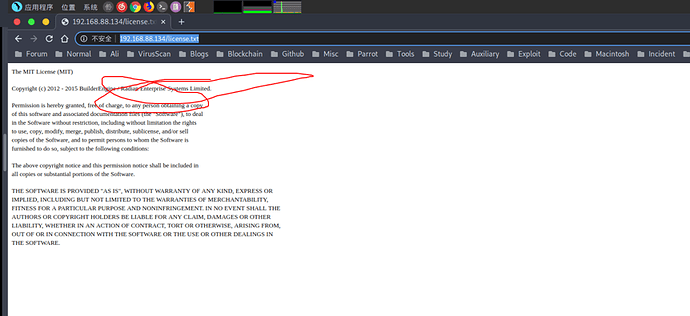 应用程序 位置 系统
192.168.88.134/license.txt
不安全 192.168.88.134/license.txt
Forum Normal Ali VirusScan Blogs Blockchain Github Misc Parrot Tools Study Auxiliary Exploit Code Macintosh Incident
The MIT License (MIT)
Copyright (c) 2012 - 2015 BuilderEngine / Radian Enterprise Systems Limited.
Permission is hereby granted, free of charge, to any person obtaining a copy
of this software and associated documentation files (the "Software"), to deal
in the Software without restriction, including without limitation the rights
to use, copy, modify, merge, publish, distribute, sublicense, and/or sell
copies of the Software, and to permit persons to whom the Software is
furnished to do so, subject to the following conditions:
The above copyright notice and this permission notice shall be included in
all copies or substantial portions of the Software.
THE SOFTWARE IS PROVIDED "AS IS", WITHOUT WARRANTY OF ANY KIND, EXPRESS OR
IMPLIED, INCLUDING BUT NOT LIMITED TO THE WARRANTIES OF MERCHANTABILITY,
FITNESS FOR A PARTICULAR PURPOSE AND NONINFRINGEMENT. IN NO EVENT SHALL THE
AUTHORS OR COPYRIGHT HOLDERS BE LIABLE FOR ANY CLAIM, DAMAGES OR OTHER
LIABILITY, WHETHER IN AN ACTION OF CONTRACT, TORT OR OTHERWISE, ARISING FROM,
OUT OF OR IN CONNECTION WITH THE SOFTWARE OR THE USE OR OTHER DEALINGS IN
THE SOFTWARE.